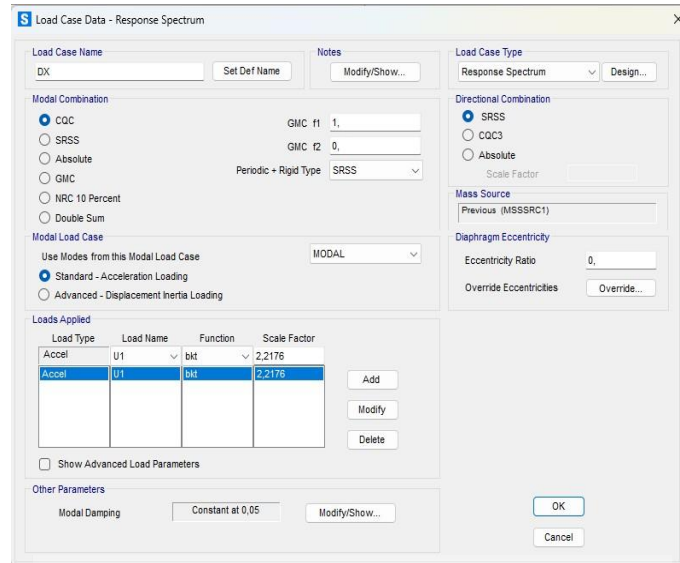 S Load Case Data - Response Spectrum
Load Case Name
DX
Set Def Name
Notes
Modify/Show...
Load Case Type
Response Spectrum
Design...
Modal Combination
CQC
SRSS
Absolute
GMC
NRC 10 Percent
Double Sum
GMC f1 1,
GMC f2 0,
Periodic + Rigid Type SRSS
Directional Combination
SRSS
CQC3
Absolute
Scale Factor
Mass Source
Previous (MSSSRC1)
Modal Load Case
Use Modes from this Modal Load Case MODAL
Standard - Acceleration Loading
Advanced - Displacement Inertia Loading
Diaphragm Eccentricity
Eccentricity Ratio 0,
Override Eccentricities Override...
Loads Applied
Load Type Load Name Function Scale Factor
Accel U1 bkt 2,2176
Accel U1 bkt 2,2176
Add
Modify
Delete
Show Advanced Load Parameters
Other Parameters
Modal Damping Constant at 0,05 Modify/Show...
OK
Cancel